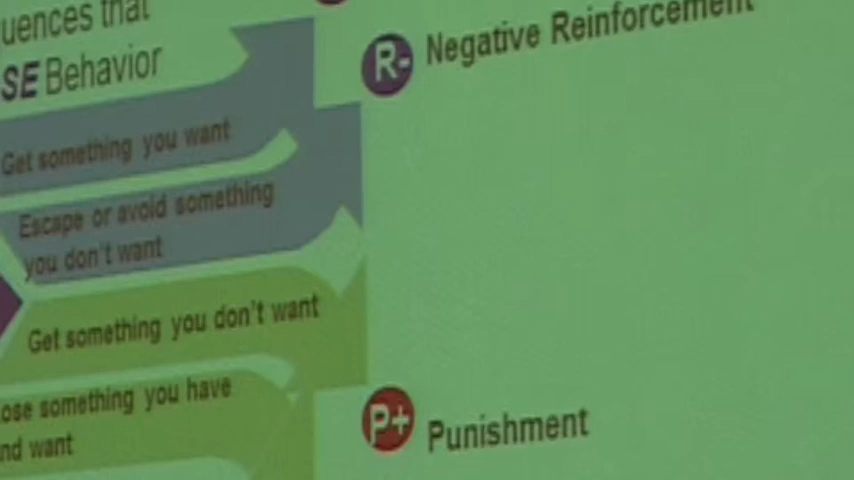 uences that
SE Behavior
Get something you want
Escape or avoid something
you don't want
Get something you don't want
ose something you have
nd want
R- Negative Reinforcement
P+ Punishment